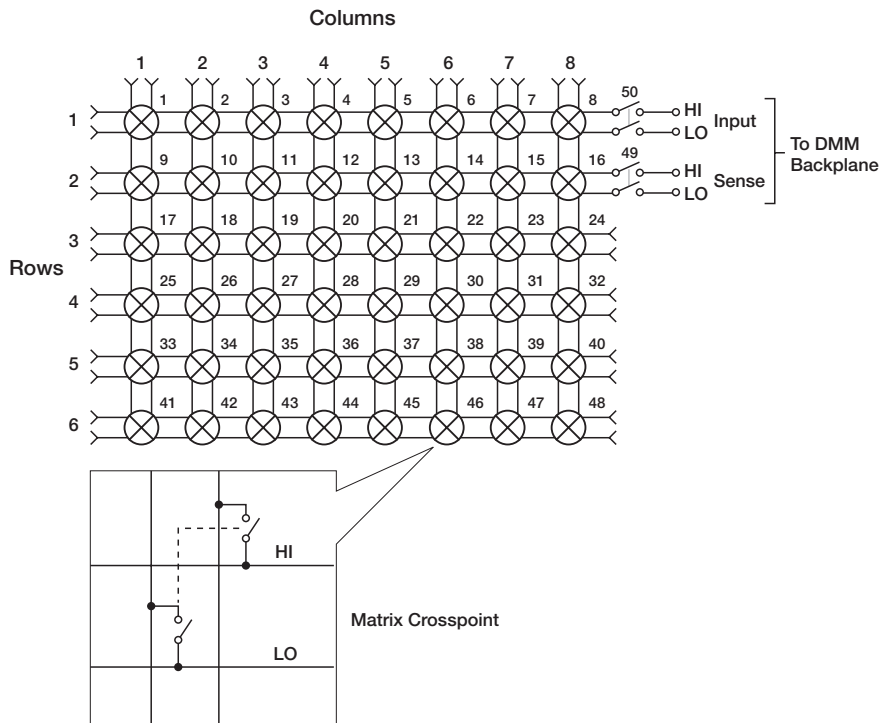 Columns
1 2 3 4 5 6 7 8
1 2 3 4 5 6 7 8 50
1 HI Input
LO
To DMM
Backplane
9 10 11 12 13 14 15 16 49
2 HI
LO Sense
17 18 19 20 21 22 23 24
3
Rows
25 26 27 28 29 30 31 32
4
33 34 35 36 37 38 39 40
5
41 42 43 44 45 46 47 48
6
HI
Matrix Crosspoint
LO